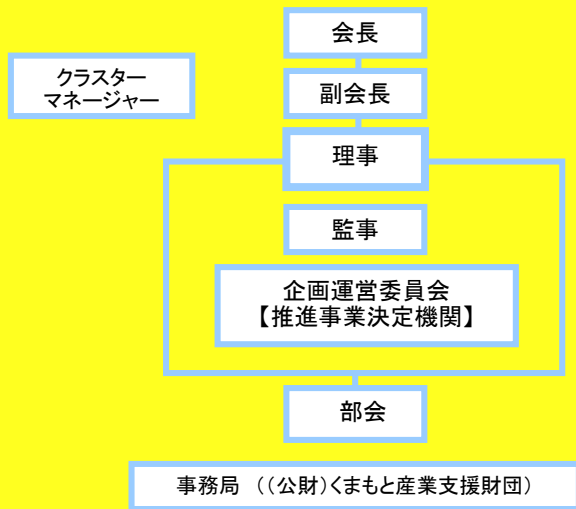 会長
クラスター
マネージャー
副会長
理事
監事
企画運営委員会
【推進事業決定機関】
部会
事務局 ((公財)くまもと産業支援財団)